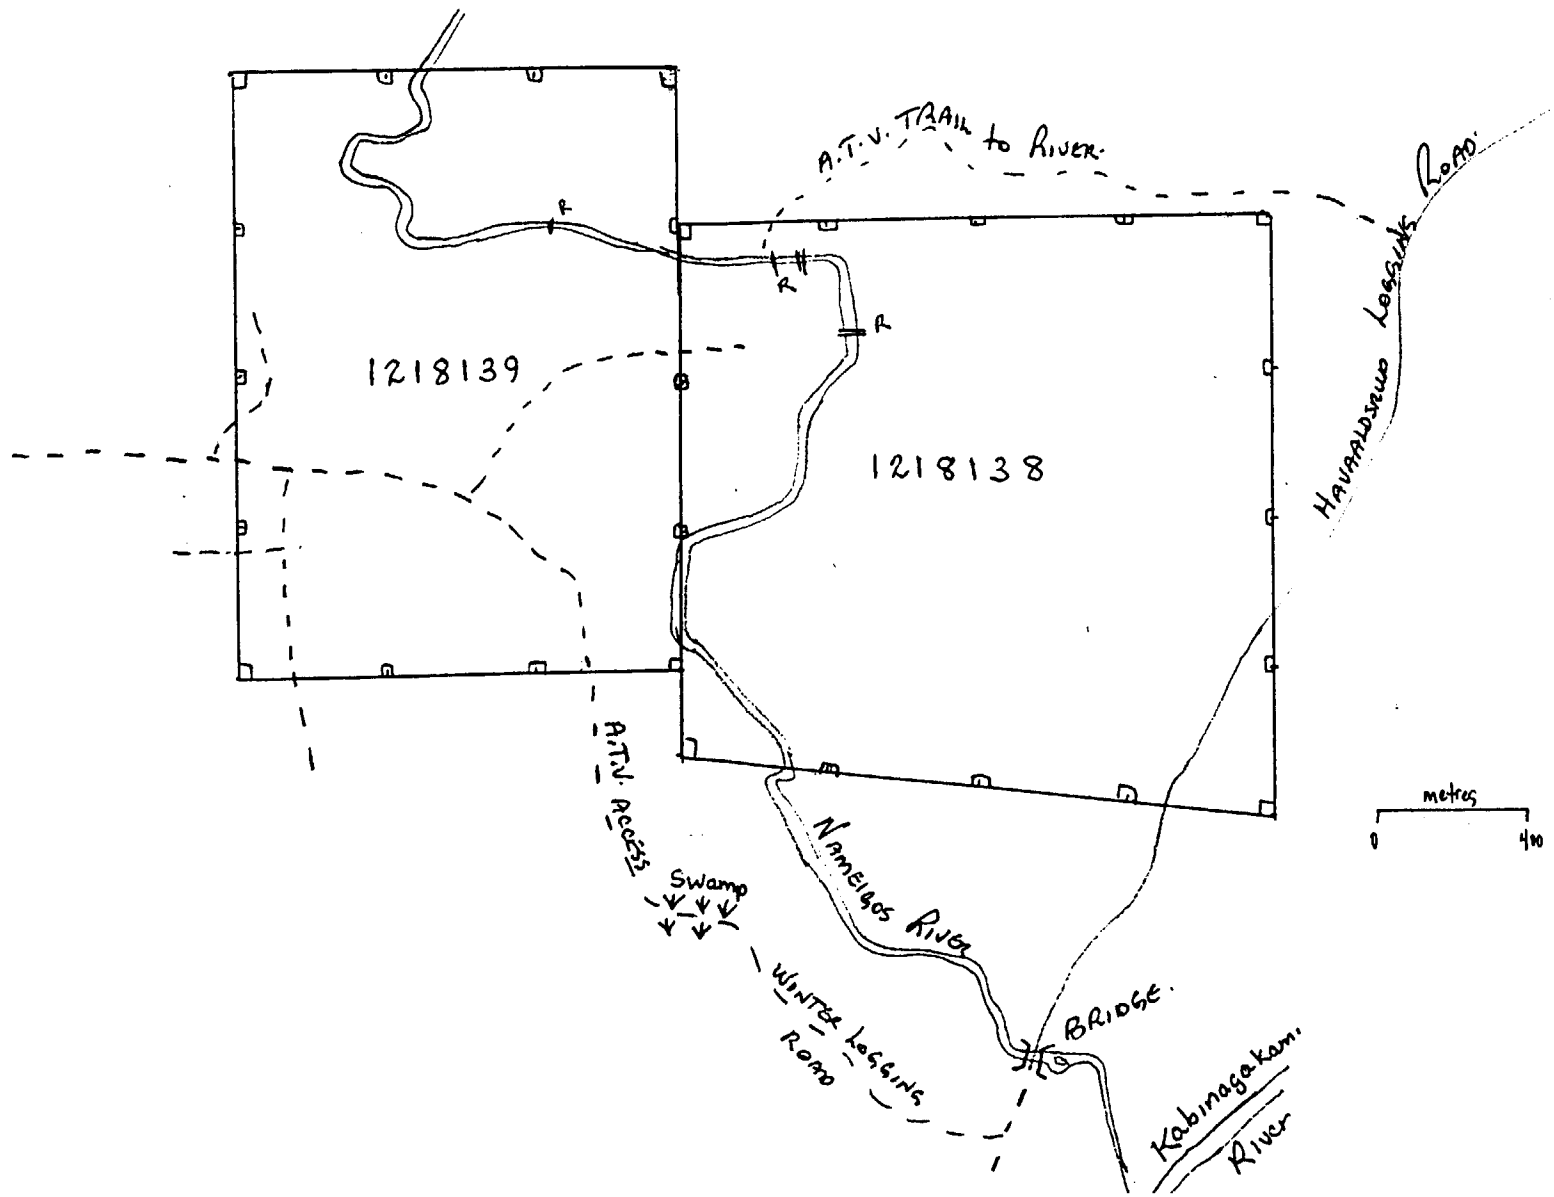 A.T.V. TRAIL to RIVER.
ROAD.
LOGGING
R
R
R
1218139
1218138
metres
0 400
A.T.V. ACCESS
Swamp
NAMEIGOS RIVER
WINTER LOGGING
ROAD
BRIDGE.
Kabinagakami
River